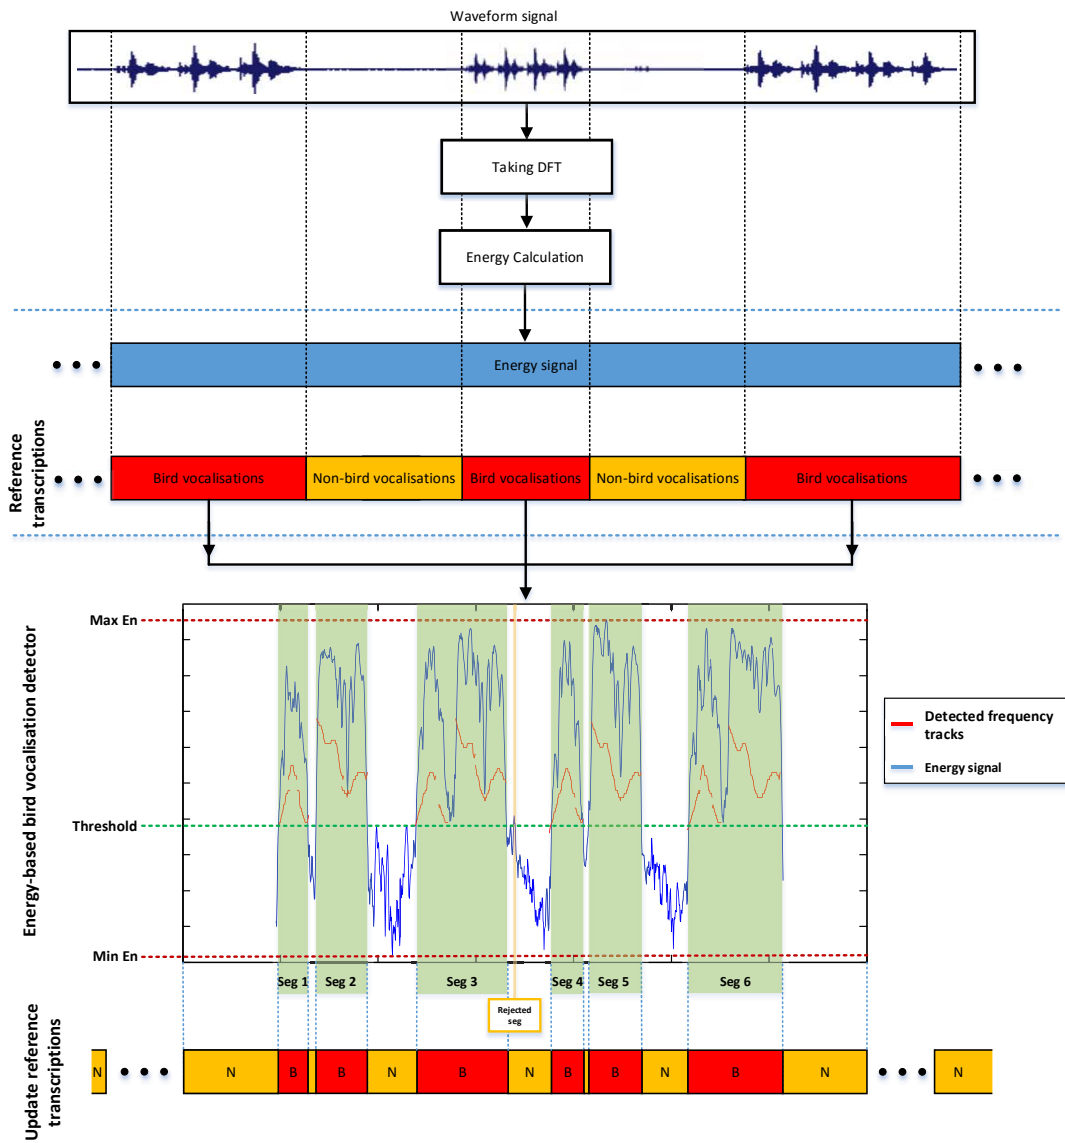 Waveform signal
Taking DFT
Energy Calculation
Energy signal
Reference
transcriptions
Bird vocalisations
Non-bird vocalisations
Bird vocalisations
Non-bird vocalisations
Bird vocalisations
Energy-based bird vocalisation detector
Max En
Threshold
Min En
Detected frequency
tracks
Energy signal
Seg 1
Seg 2
Seg 3
Seg 4
Seg 5
Seg 6
Rejected
seg
Update reference
transcriptions
N
N
B
B
N
B
N
B
B
N
B
N
N